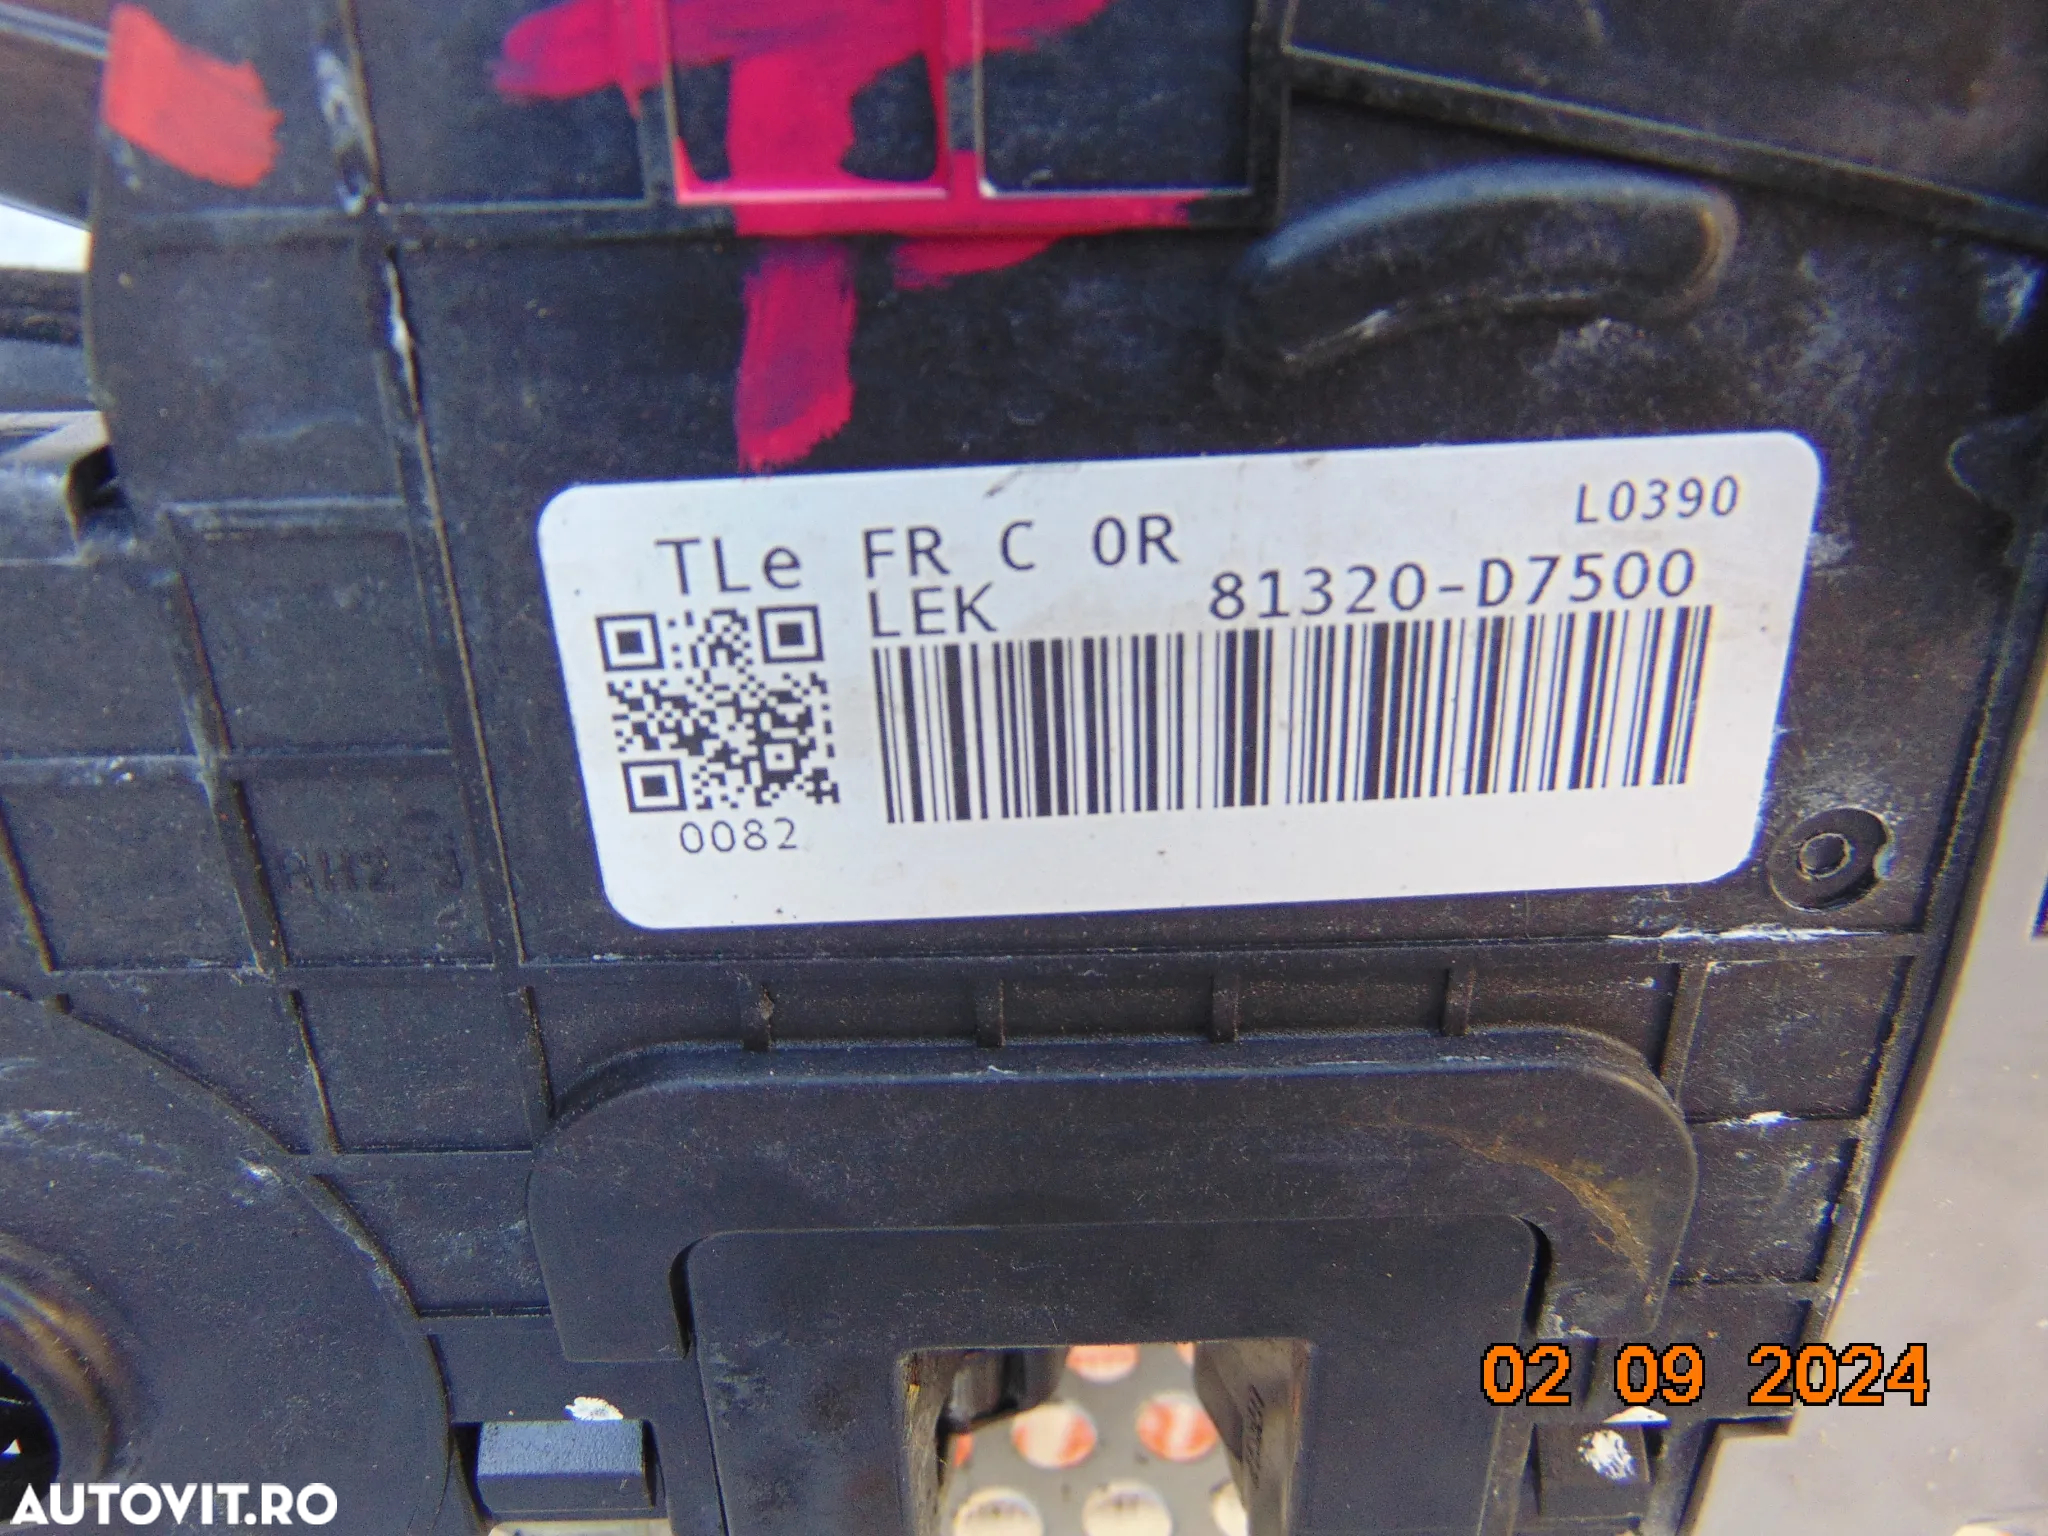 L0390
TLe FR C 0R
LEK 81320-D7500
0082
02 09 2024
AUTOVIT.RO